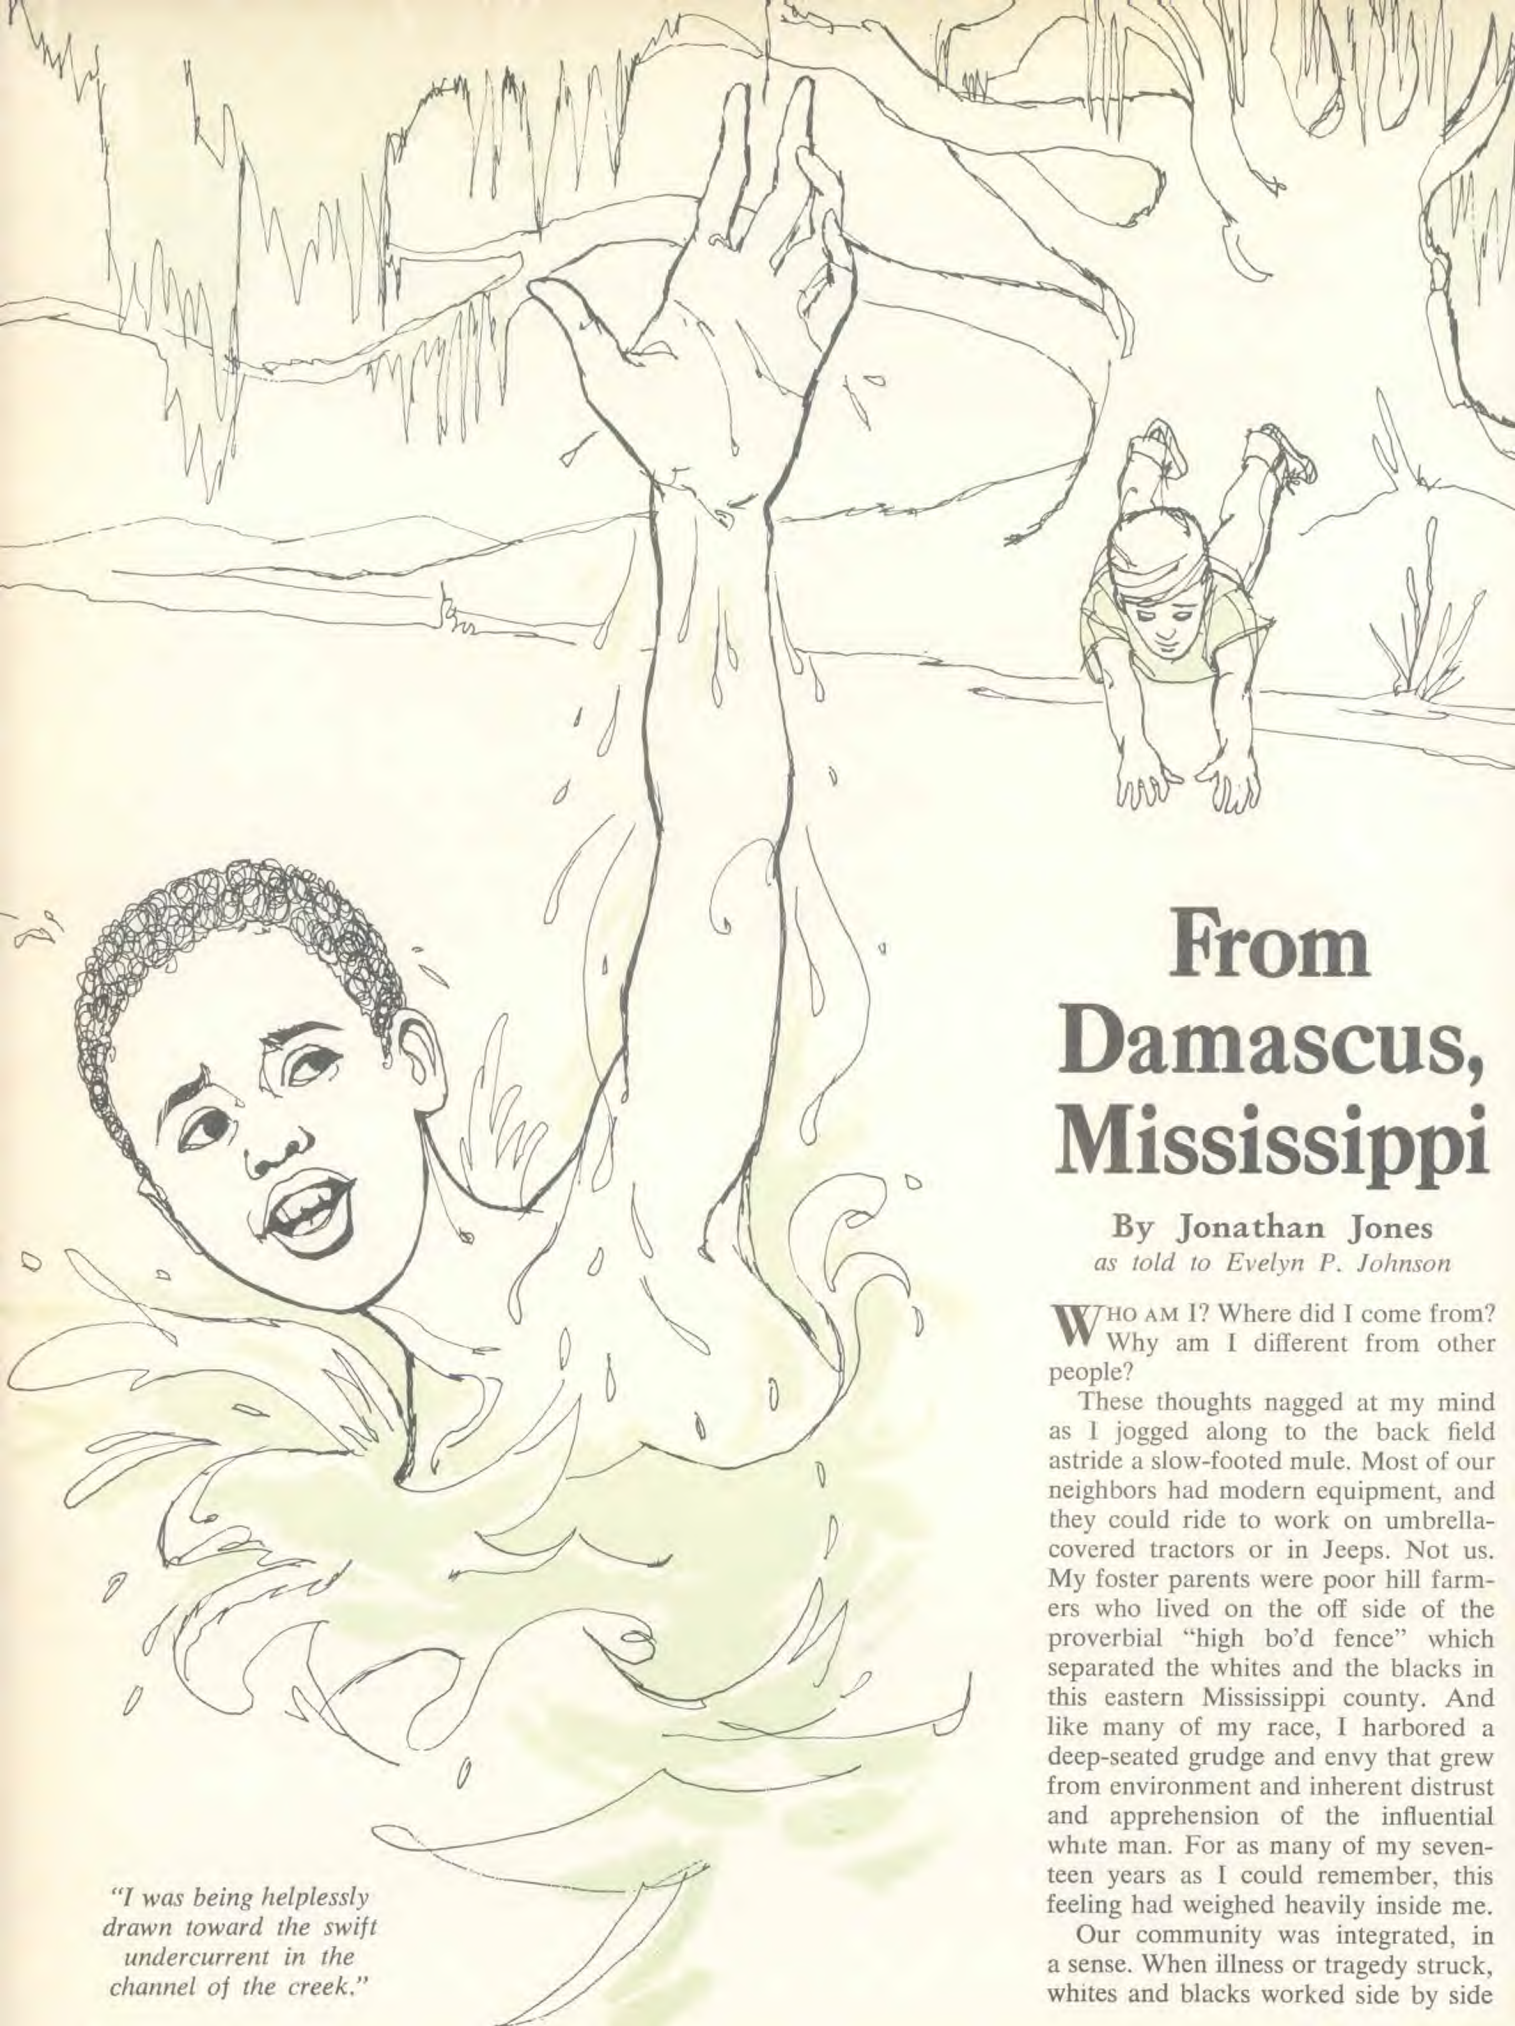 From
Damascus,
Mississippi
By Jonathan Jones
as told to Evelyn P. Johnson
WHO AM I? Where did I come from?
Why am I different from other
people?
These thoughts nagged at my mind
as I jogged along to the back field
astride a slow-footed mule. Most of our
neighbors had modern equipment, and
they could ride to work on umbrella-
covered tractors or in Jeeps. Not us.
My foster parents were poor hill farm-
ers who lived on the off side of the
proverbial “high bo’d fence” which
separated the whites and the blacks in
this eastern Mississippi county. And
like many of my race, I harbored a
deep-seated grudge and envy that grew
from environment and inherent distrust
and apprehension of the influential
white man. For as many of my seven-
teen years as I could remember, this
feeling had weighed heavily inside me.
Our community was integrated, in
a sense. When illness or tragedy struck,
whites and blacks worked side by side
“I was being helplessly
drawn toward the swift
undercurrent in the
channel of the creek.”